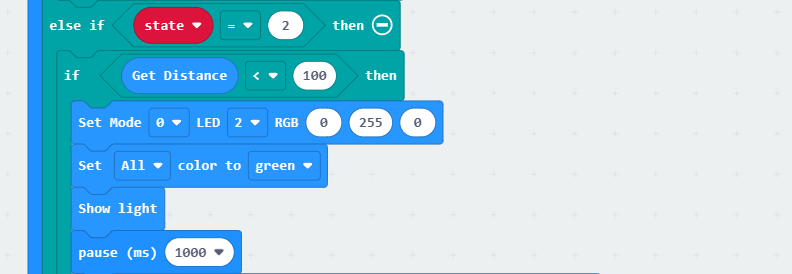 else if state = 2 then
if Get Distance < 100 then
Set Mode 0 LED 2 RGB 0 255 0
Set All color to green
Show light
pause (ms) 1000